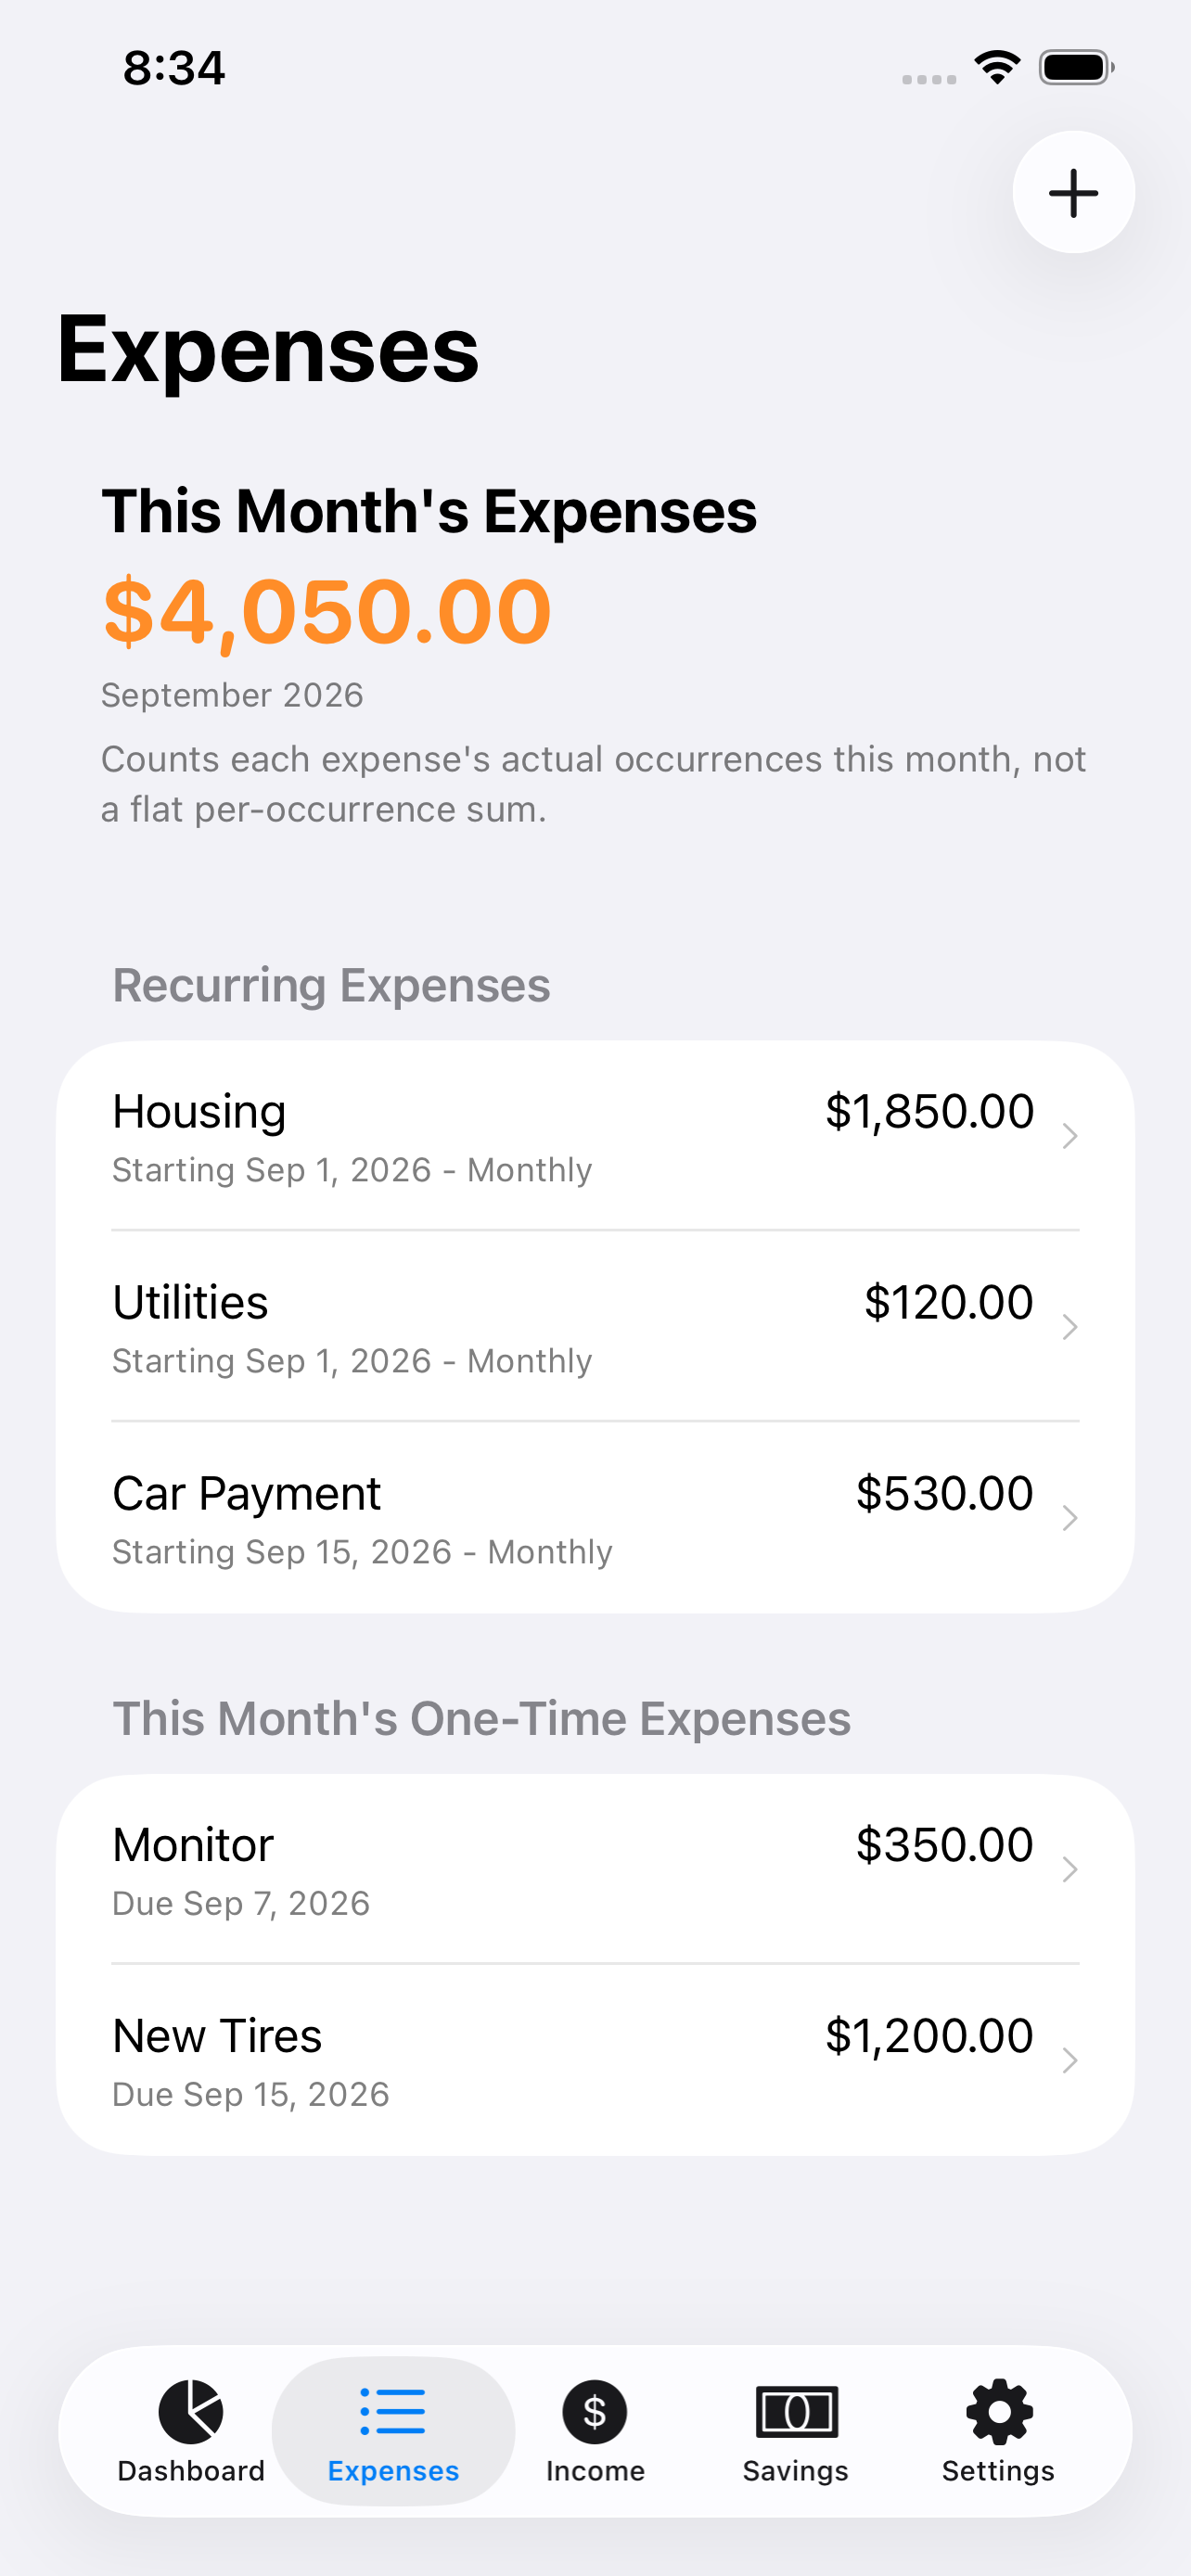 8:34
Expenses
This Month's Expenses
$4,050.00
September 2026
Counts each expense's actual occurrences this month, not
a flat per-occurrence sum.
Recurring Expenses
Housing $1,850.00
Starting Sep 1, 2026 - Monthly
Utilities $120.00
Starting Sep 1, 2026 - Monthly
Car Payment $530.00
Starting Sep 15, 2026 - Monthly
This Month's One-Time Expenses
Monitor $350.00
Due Sep 7, 2026
New Tires $1,200.00
Due Sep 15, 2026
Dashboard Expenses Income Savings Settings